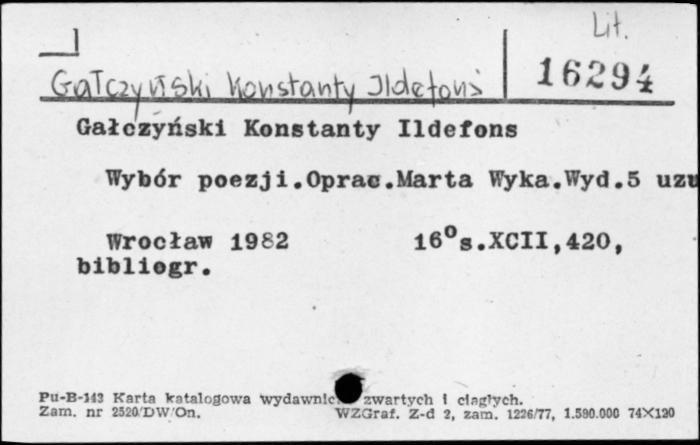 Lit.
Gałczyński Konstanty Ildefons 16294
Gałczyński Konstanty Ildefons
Wybór poezji.Oprac.Marta Wyka.Wyd.5 uzu
Wrocław 1982 16°s.XCII,420,
bibliogr.
Pu-B-143 Karta katalogowa wydawnic zwartych i ciągłych.
Zam. nr 2520/DW/On. WZGraf. Z-d 2, zam. 1226/77, 1.590.000 74×120